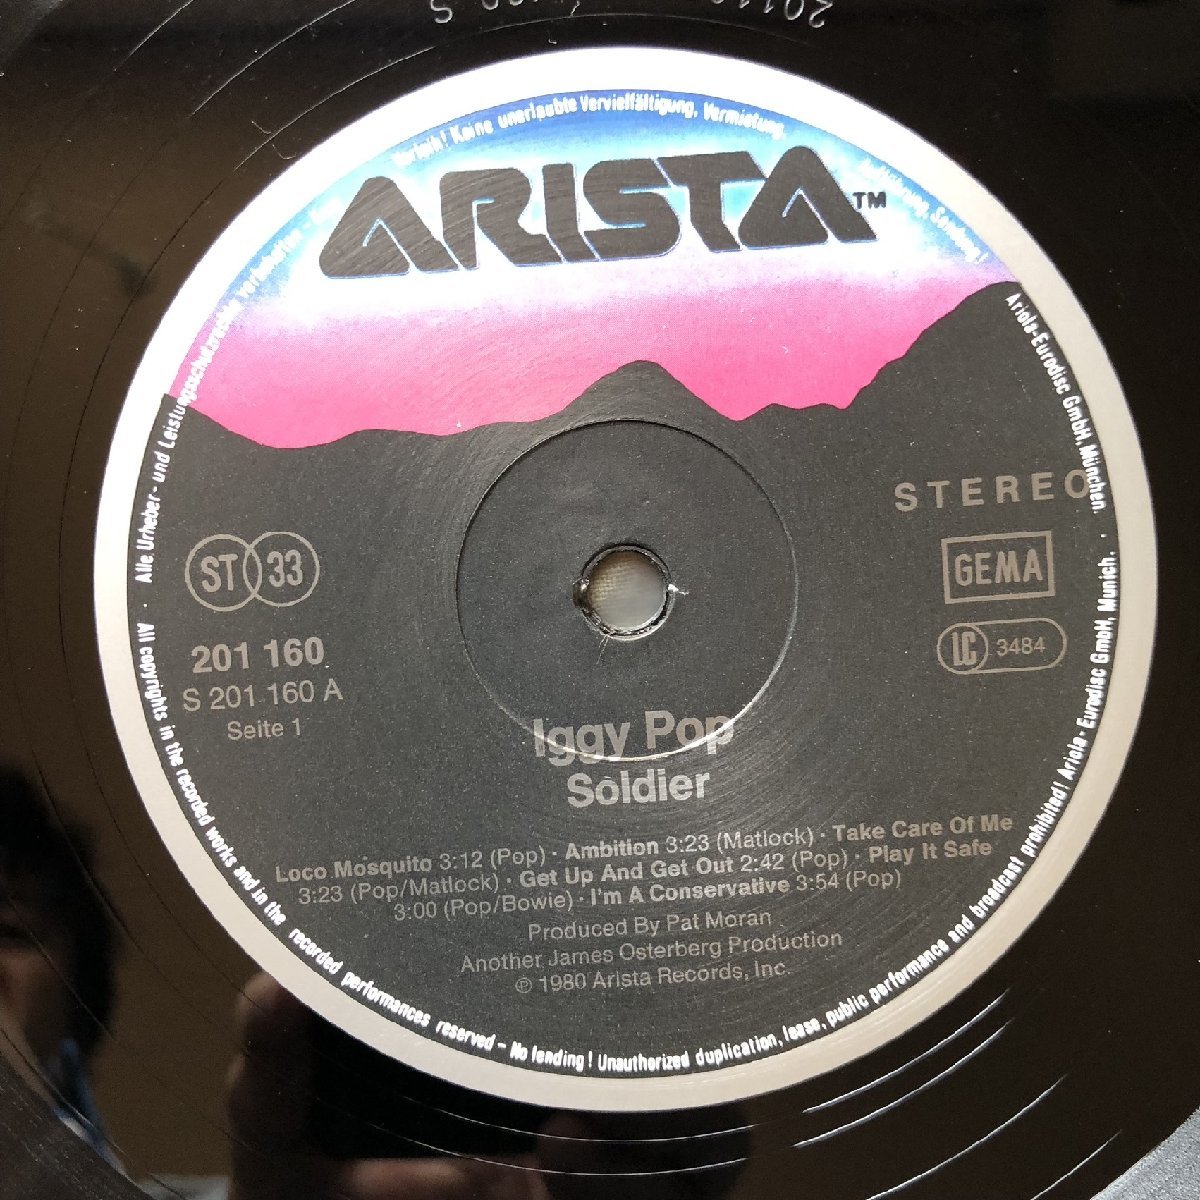 ARISTA™
STEREO
GEMA
LC 3484
ST 33
201 160
S 201 160 A
Seite 1
Iggy Pop
Soldier
Loco Mosquito 3:12 (Pop) · Ambition 3:23 (Matlock) · Take Care Of Me
3:23 (Pop/Matlock) · Get Up And Get Out 2:42 (Pop) · Play It Safe
3:00 (Pop/Bowie) · I'm A Conservative 3:54 (Pop)
Produced By Pat Moran
Another James Osterberg Production
℗ 1980 Arista Records, Inc.
Alle Urheber- und Leistungsschutzrechte vorbehalten - Kein Verleih! Keine unerlaubte Vervielfältigung, Vermietung, Aufführung, Sendung!
Ariola-Eurodisc GmbH, München. ·
· All copyrights in the recorded works and in the recorded performances reserved - No lending! Unauthorized duplication, lease, public performance and broadcast prohibited! Ariola-Eurodisc GmbH, Munich. ·